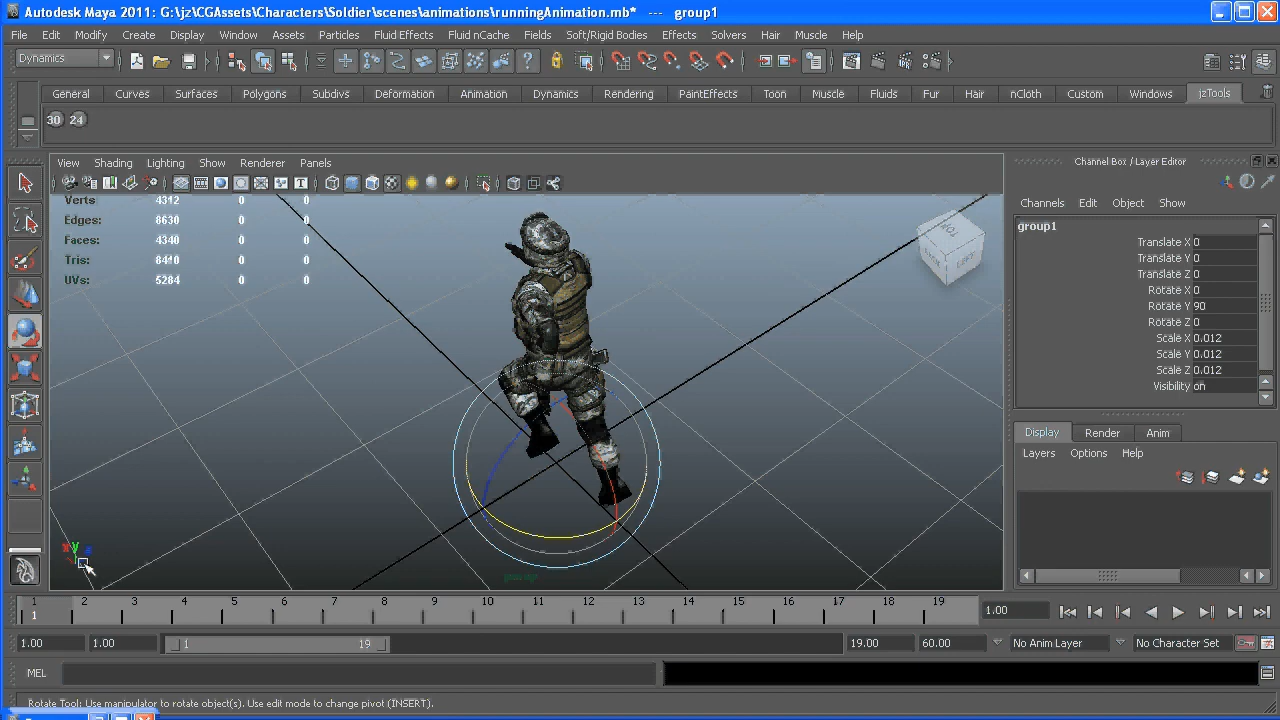 Autodesk Maya 2011: G:\jz\CGAssets\Characters\Soldier\scenes\animations\runningAnimation.mb* --- group1
File Edit Modify Create Display Window Assets Particles Fluid Effects Fluid nCache Fields Soft/Rigid Bodies Effects Solvers Hair Muscle Help
Dynamics
General Curves Surfaces Polygons Subdivs Deformation Animation Dynamics Rendering PaintEffects Toon Muscle Fluids Fur Hair nCloth Custom Windows jzTools
30 24
View Shading Lighting Show Renderer Panels
Channel Box / Layer Editor
Verts 4312 0 0
Edges: 8630 0 0
Faces: 4340 0 0
Tris: 8410 0 0
UVs: 5284 0 0
Channels Edit Object Show
group1
Translate X 0
Translate Y 0
Translate Z 0
Rotate X 0
Rotate Y 90
Rotate Z 0
Scale X 0.012
Scale Y 0.012
Scale Z 0.012
Visibility on
Display Render Anim
Layers Options Help
1 2 3 4 5 6 7 8 9 10 11 12 13 14 15 16 17 18 19
1
1.00
1.00 1.00 1 19 19.00 60.00 No Anim Layer No Character Set
MEL
Rotate Tool: Use manipulator to rotate object(s). Use edit mode to change pivot (INSERT).